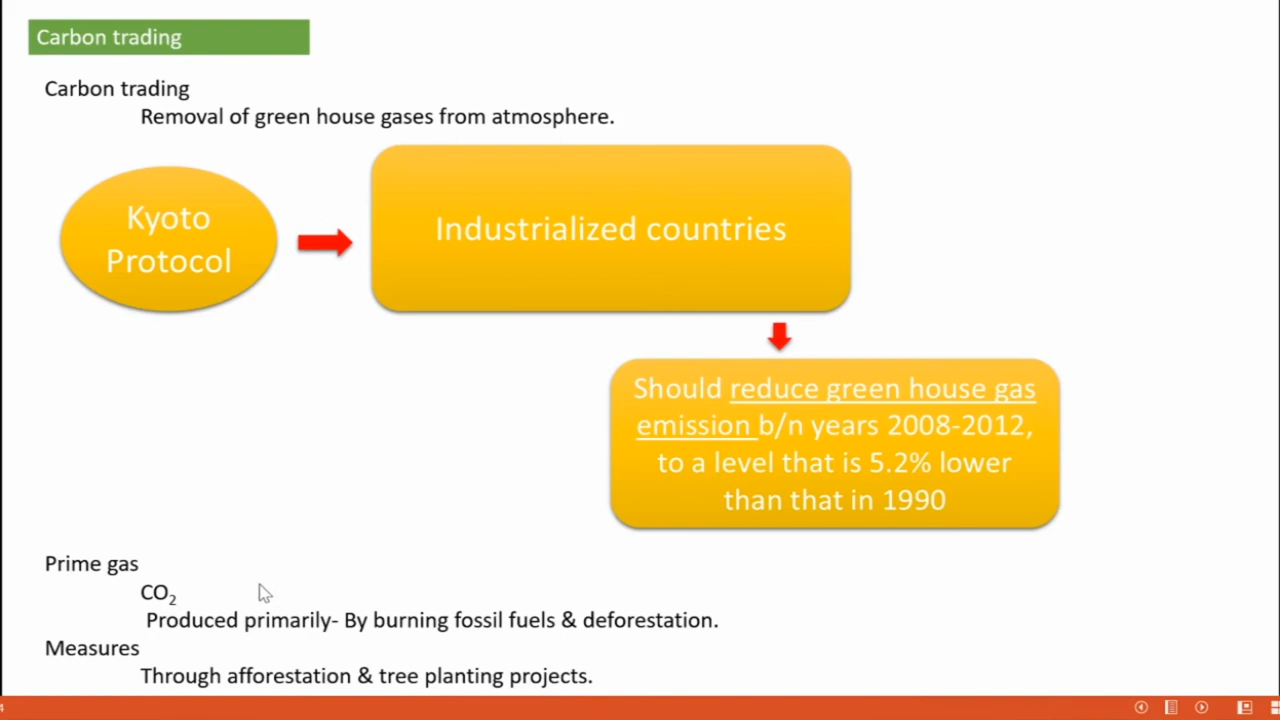 Carbon trading
Carbon trading
Removal of green house gases from atmosphere.
Kyoto
Protocol
Industrialized countries
Should reduce green house gas
emission b/n years 2008-2012,
to a level that is 5.2% lower
than that in 1990
Prime gas
CO₂
Produced primarily- By burning fossil fuels & deforestation.
Measures
Through afforestation & tree planting projects.
4